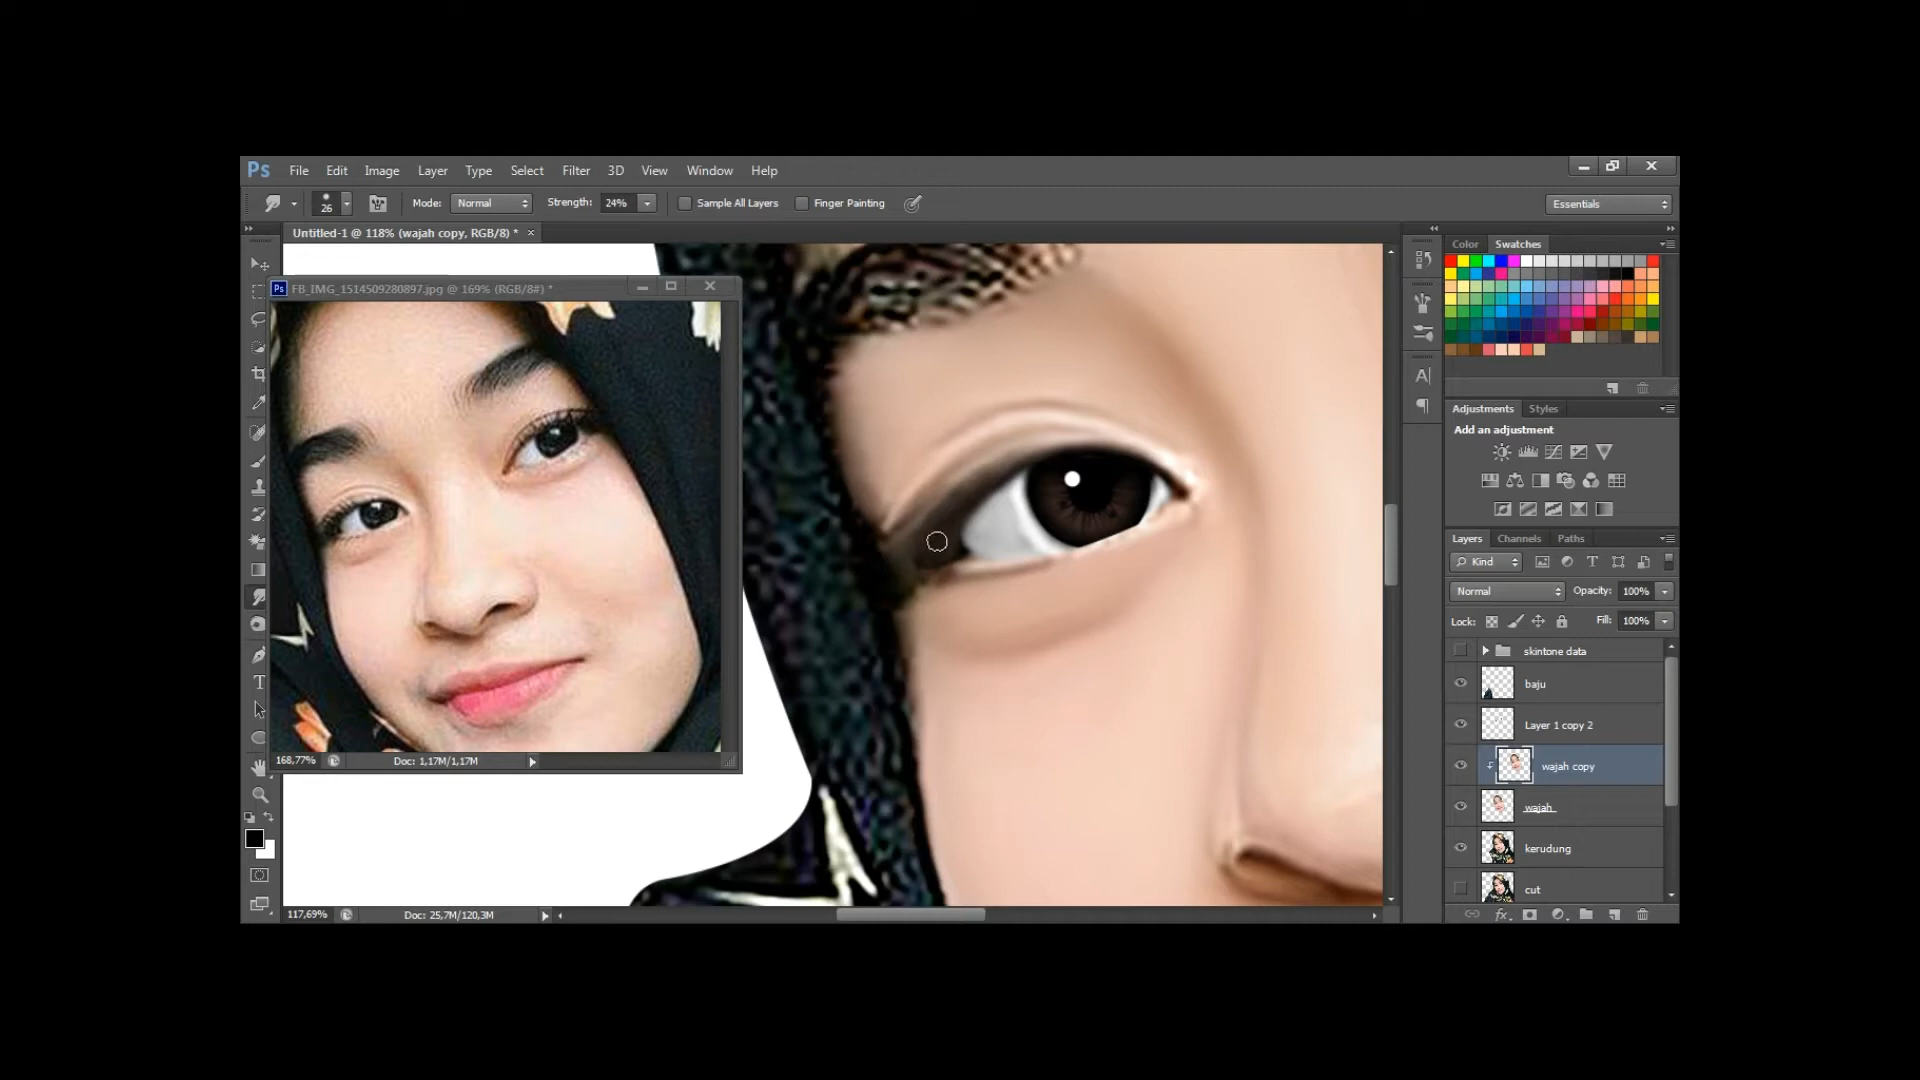 Ps File Edit Image Layer Type Select Filter 3D View Window Help
26 Mode: Normal Strength: 24% Sample All Layers Finger Painting Essentials
Untitled-1 @ 118% (wajah copy, RGB/8) * ×
Color Swatches
Ps FB_IMG_1514509280897.jpg @ 169% (RGB/8#) *
Adjustments Styles
Add an adjustment
Layers Channels Paths
Kind
Normal Opacity: 100%
Lock: Fill: 100%
skintone data
baju
Layer 1 copy 2
wajah copy
wajah
kerudung
cut
168,77% Doc: 1,17M/1,17M
117,69% Doc: 25,7M/120,3M